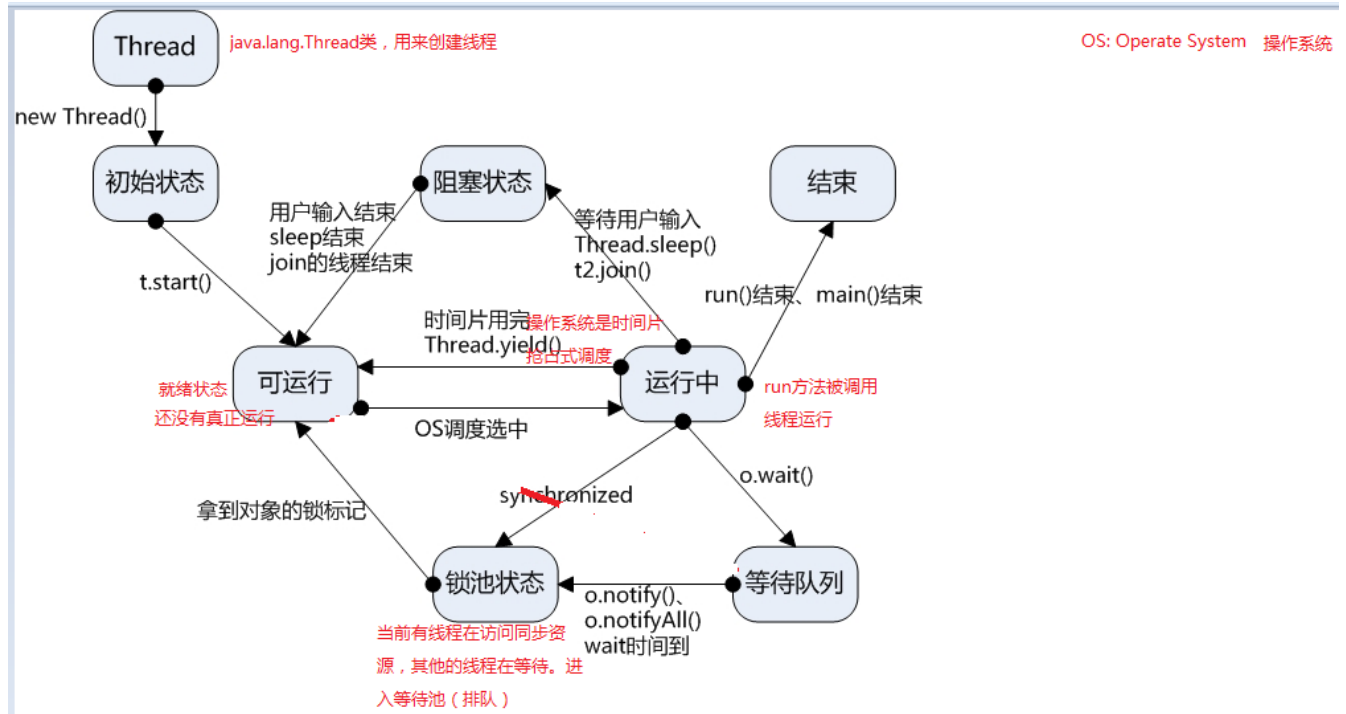 Thread
java.lang.Thread类，用来创建线程
OS: Operate System 操作系统
new Thread()
初始状态
阻塞状态
结束
用户输入结束
sleep结束
join的线程结束
等待用户输入
Thread.sleep()
t2.join()
t.start()
run()结束、main()结束
时间片用完
Thread.yield()
操作系统是时间片
抢占式调度
可运行
运行中
就绪状态
还没有真正运行
run方法被调用
线程运行
OS调度选中
synchronized
o.wait()
拿到对象的锁标记
锁池状态
等待队列
o.notify()、
o.notifyAll()
wait时间到
当前有线程在访问同步资
源，其他的线程在等待。进
入等待池（排队）